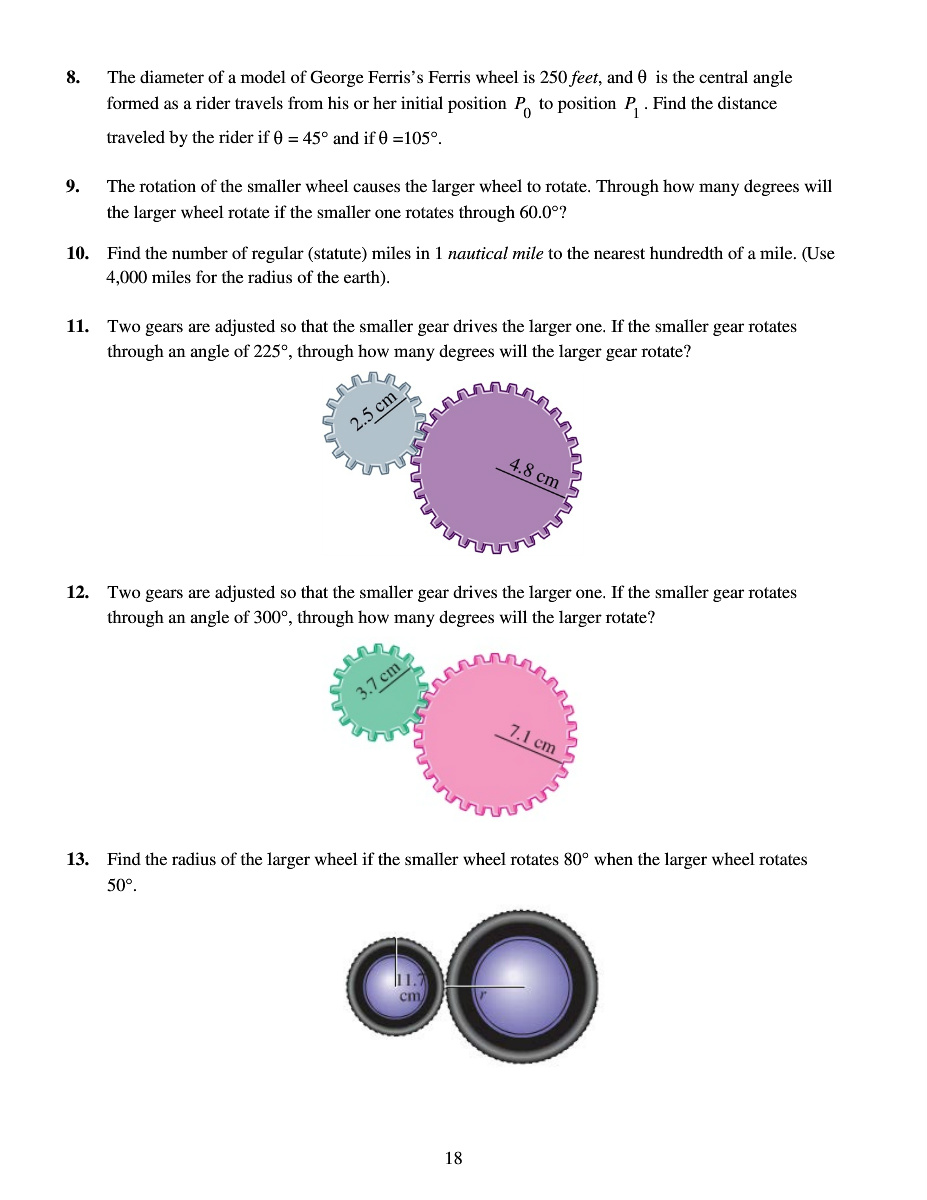 8. The diameter of a model of George Ferris's Ferris wheel is 250 feet, and θ is the central angle
formed as a rider travels from his or her initial position P₀ to position P₁ . Find the distance
traveled by the rider if θ = 45° and if θ =105°.
9. The rotation of the smaller wheel causes the larger wheel to rotate. Through how many degrees will
the larger wheel rotate if the smaller one rotates through 60.0°?
10. Find the number of regular (statute) miles in 1 nautical mile to the nearest hundredth of a mile. (Use
4,000 miles for the radius of the earth).
11. Two gears are adjusted so that the smaller gear drives the larger one. If the smaller gear rotates
through an angle of 225°, through how many degrees will the larger gear rotate?
2.5 cm
4.8 cm
12. Two gears are adjusted so that the smaller gear drives the larger one. If the smaller gear rotates
through an angle of 300°, through how many degrees will the larger rotate?
3.7 cm
7.1 cm
13. Find the radius of the larger wheel if the smaller wheel rotates 80° when the larger wheel rotates
50°.
11.7
cm
r
18